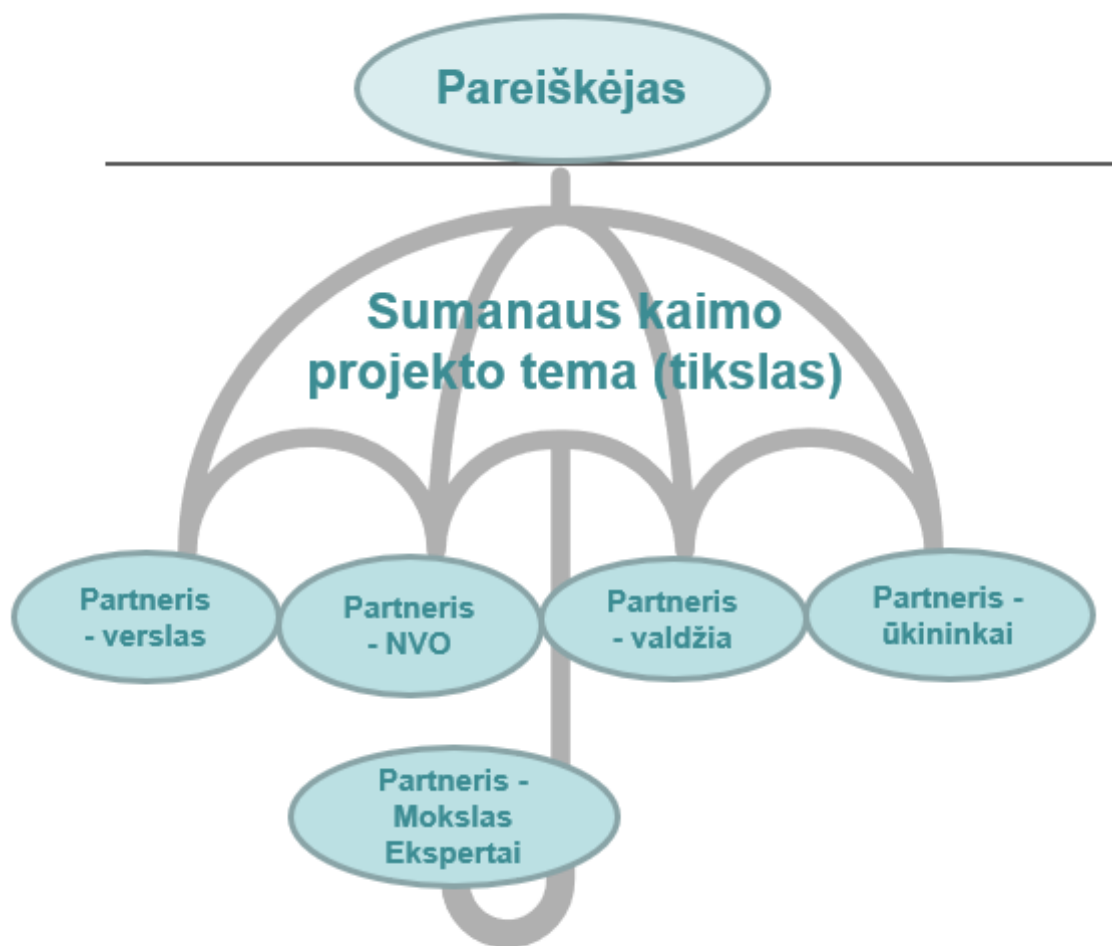 Pareiškėjas
Sumanaus kaimo
projekto tema (tikslas)
Partneris
- verslas
Partneris
- NVO
Partneris
- valdžia
Partneris -
ūkininkai
Partneris -
Mokslas
Ekspertai